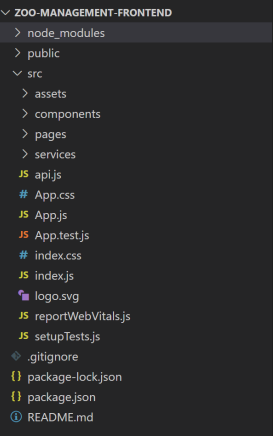 ZOO-MANAGEMENT-FRONTEND
node_modules
public
src
assets
components
pages
services
JS api.js
# App.css
JS App.js
JS App.test.js
# index.css
JS index.js
logo.svg
JS reportWebVitals.js
JS setupTests.js
.gitignore
{} package-lock.json
{} package.json
README.md